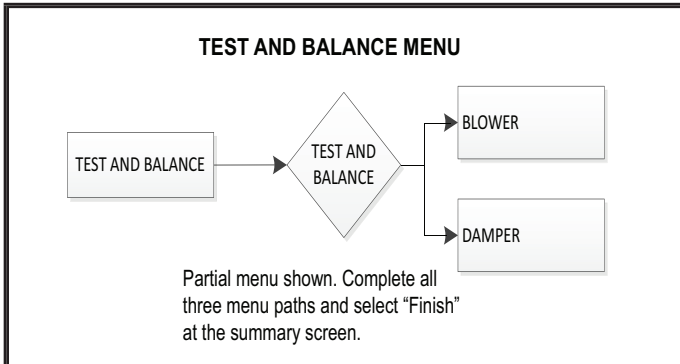 TEST AND BALANCE MENU
TEST AND BALANCE
TEST AND
BALANCE
BLOWER
DAMPER
Partial menu shown. Complete all
three menu paths and select “Finish”
at the summary screen.